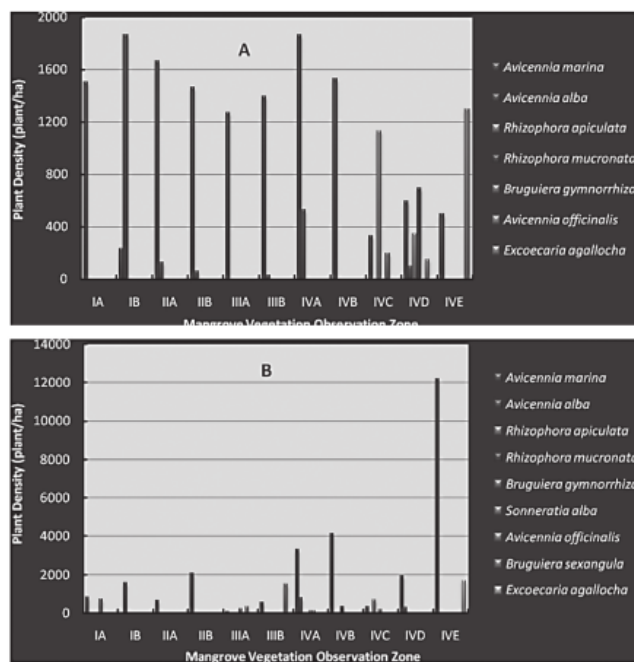 A
Plant Density (plant/ha)
2000
1600
1200
800
400
0
IA IB IIA IIB IIIA IIIB IVA IVB IVC IVD IVE
Mangrove Vegetation Observation Zone
Avicennia marina
Avicennia alba
Rhizophora apiculata
Rhizophora mucronata
Bruguiera gymnorrhiza
Avicennia officinalis
Excoecaria agallocha
B
Plant Density (plant/ha)
14000
12000
10000
8000
6000
4000
2000
0
IA IB IIA IIB IIIA IIIB IVA IVB IVC IVD IVE
Mangrove Vegetation Observation Zone
Avicennia marina
Avicennia alba
Rhizophora apiculata
Rhizophora mucronata
Bruguiera gymnorrhiza
Sonneratia alba
Avicennia officinalis
Bruguiera sexangula
Excoecaria agallocha